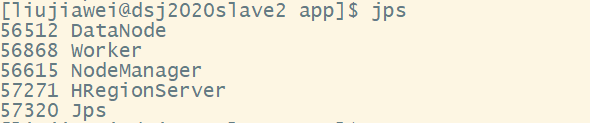 [liujiawei@dsj2020slave2 app]$ jps
56512 DataNode
56868 Worker
56615 NodeManager
57271 HRegionServer
57320 Jps